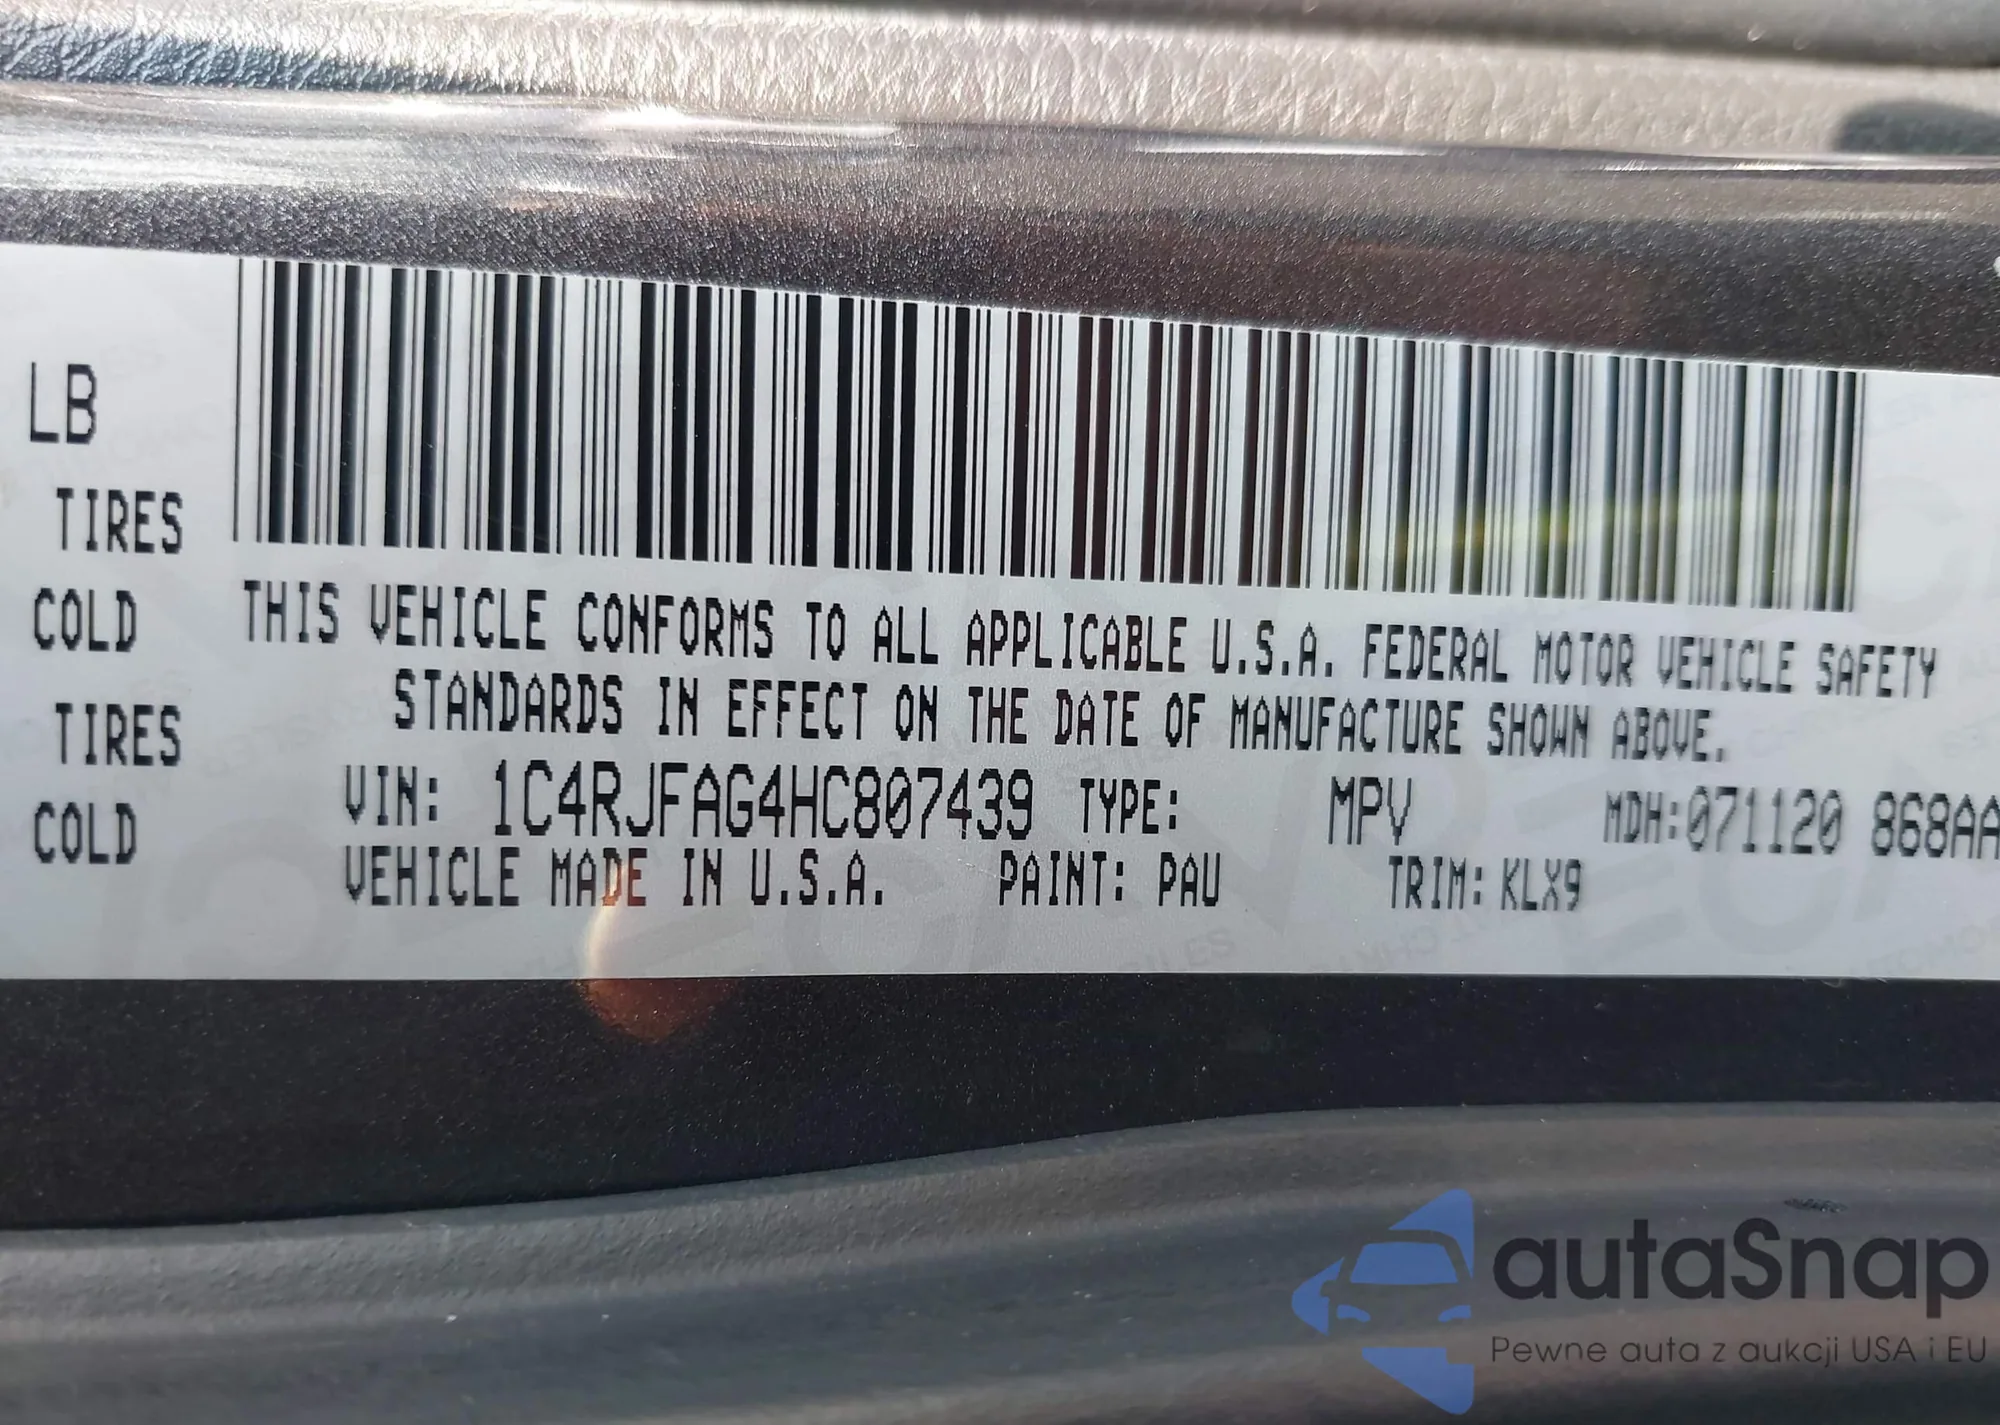 LB
TIRES
COLD
TIRES
COLD
THIS VEHICLE CONFORMS TO ALL APPLICABLE U.S.A. FEDERAL MOTOR VEHICLE SAFETY
STANDARDS IN EFFECT ON THE DATE OF MANUFACTURE SHOWN ABOVE.
VIN: 1C4RJFAG4HC807439 TYPE: MPV MDH:071120 868AA
VEHICLE MADE IN U.S.A. PAINT: PAU TRIM: KLX9
autaSnap
Pewne auta z aukcji USA i EU